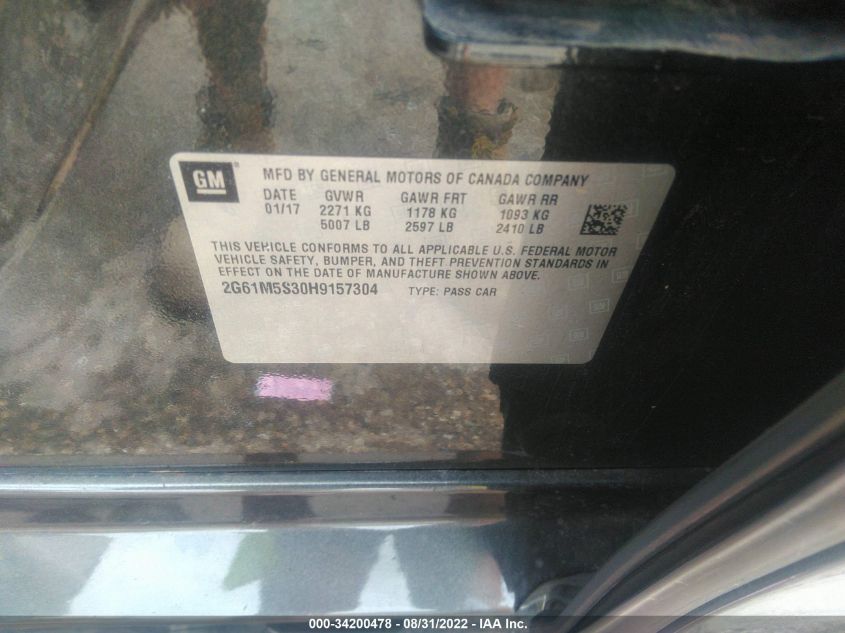 GM
MFD BY GENERAL MOTORS OF CANADA COMPANY
DATE GVWR GAWR FRT GAWR RR
01/17 2271 KG 1178 KG 1093 KG
5007 LB 2597 LB 2410 LB
THIS VEHICLE CONFORMS TO ALL APPLICABLE U.S. FEDERAL MOTOR
VEHICLE SAFETY, BUMPER, AND THEFT PREVENTION STANDARDS IN
EFFECT ON THE DATE OF MANUFACTURE SHOWN ABOVE.
2G61M5S30H9157304 TYPE: PASS CAR
000-34200478 - 08/31/2022 - IAA Inc.